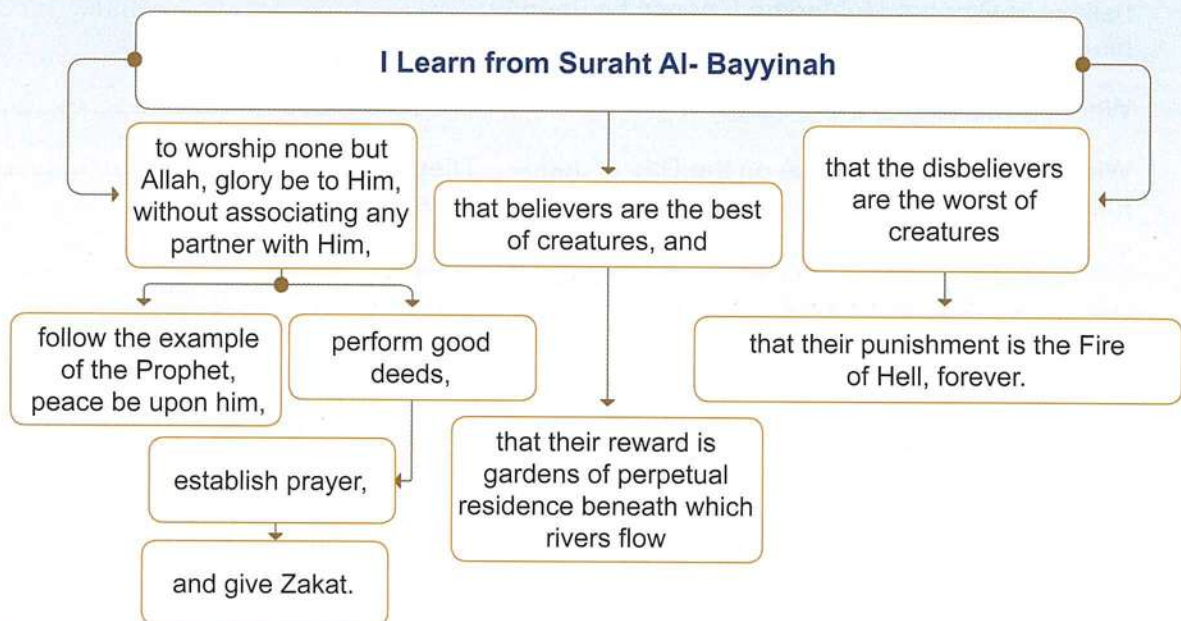 I Learn from Suraht Al- Bayyinah
to worship none but
Allah, glory be to Him,
without associating any
partner with Him,
follow the example
of the Prophet,
peace be upon him,
perform good
deeds,
establish prayer,
and give Zakat.
that believers are the best
of creatures, and
that their reward is
gardens of perpetual
residence beneath which
rivers flow
that the disbelievers
are the worst of
creatures
that their punishment is the Fire
of Hell, forever.